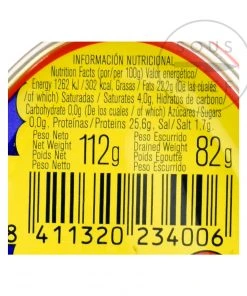 SOUS
INFORMACIÓN NUTRICIONAL
Nutrition Facts (por/per 100g) Valor energético/
Energy 1262 kJ / 302 kcal, Grasas / Fats 22,2g (De las cuales
/ of which) Saturadas / Saturates 4,0g, Hidratos de carbono/
Carbohydrate 0,0g (De los cuales / of which) Azúcares / Sugars
0,0g, Proteínas / Proteins 25,6g, Sal / Salt 1,7g.
Peso Neto
Net Weight
Poids Net
Peso Neto
112g
Peso Escurrido
Drained Weight
Poids Égoutté
Peso Escurrido
82g
8 411320 234006